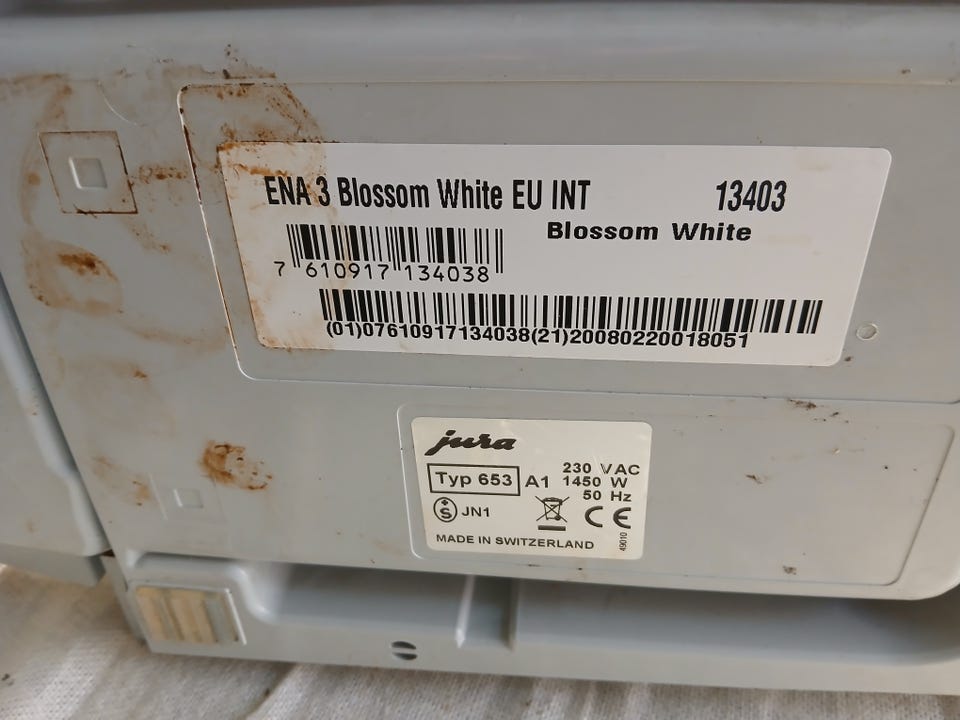 ENA 3 Blossom White EU INT 13403
Blossom White
7 610917 134038
(01)07610917134038(21)20080220018051
jura
Typ 653 A1 230 VAC
1450 W
50 Hz
S JN1
CE
MADE IN SWITZERLAND
49010